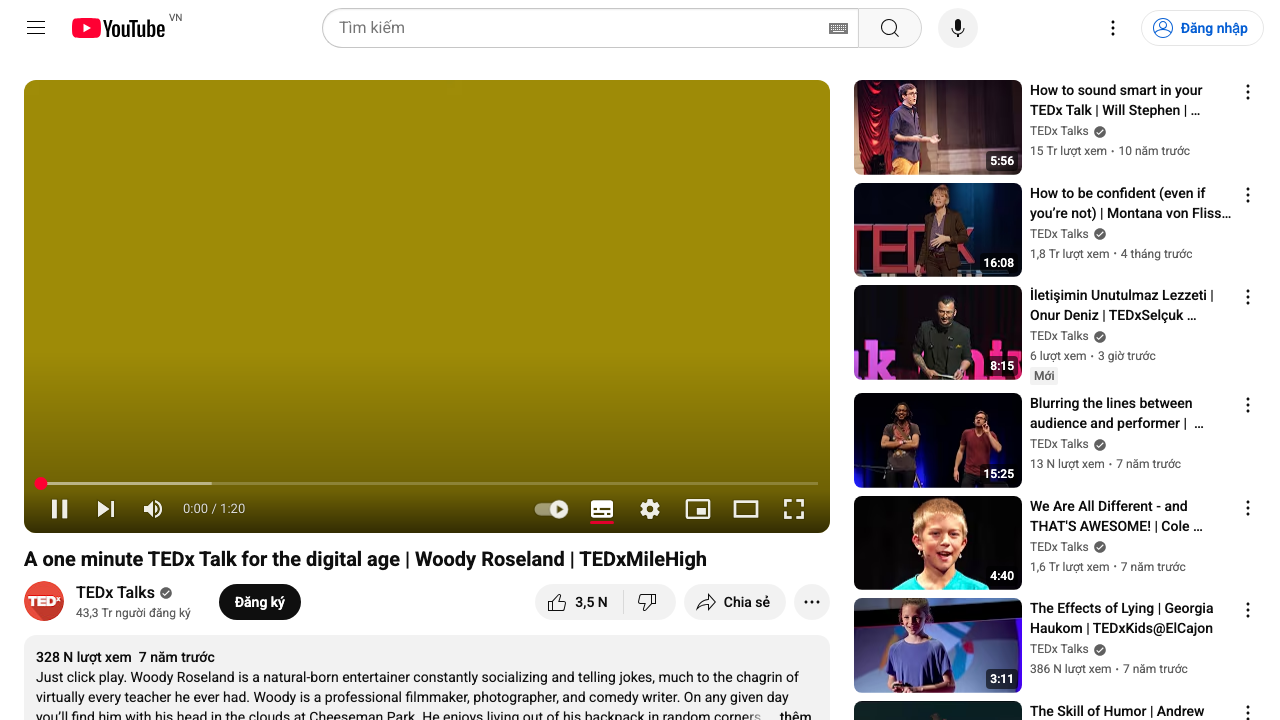 YouTube VN
Tìm kiếm
Đăng nhập
0:00 / 1:20
A one minute TEDx Talk for the digital age | Woody Roseland | TEDxMileHigh
TEDx
TEDx Talks
43,3 Tr người đăng ký
Đăng ký
3,5 N
Chia sẻ
328 N lượt xem 7 năm trước
Just click play. Woody Roseland is a natural-born entertainer constantly socializing and telling jokes, much to the chagrin of
virtually every teacher he ever had. Woody is a professional filmmaker, photographer, and comedy writer. On any given day
you'll find him with his head in the clouds at Cheeseman Park. He enjoys living out of his backpack in random corners ...thêm
5:56
How to sound smart in your
TEDx Talk | Will Stephen | ...
TEDx Talks
15 Tr lượt xem • 10 năm trước
TEDx
16:08
How to be confident (even if
you’re not) | Montana von Fliss...
TEDx Talks
1,8 Tr lượt xem • 4 tháng trước
8:15
İletişimin Unutulmaz Lezzeti |
Onur Deniz | TEDxSelçuk ...
TEDx Talks
6 lượt xem • 3 giờ trước
Mới
15:25
Blurring the lines between
audience and performer | ...
TEDx Talks
13 N lượt xem • 7 năm trước
4:40
We Are All Different - and
THAT'S AWESOME! | Cole ...
TEDx Talks
1,6 Tr lượt xem • 7 năm trước
3:11
The Effects of Lying | Georgia
Haukom | TEDxKids@ElCajon
TEDx Talks
386 N lượt xem • 7 năm trước
The Skill of Humor | Andrew